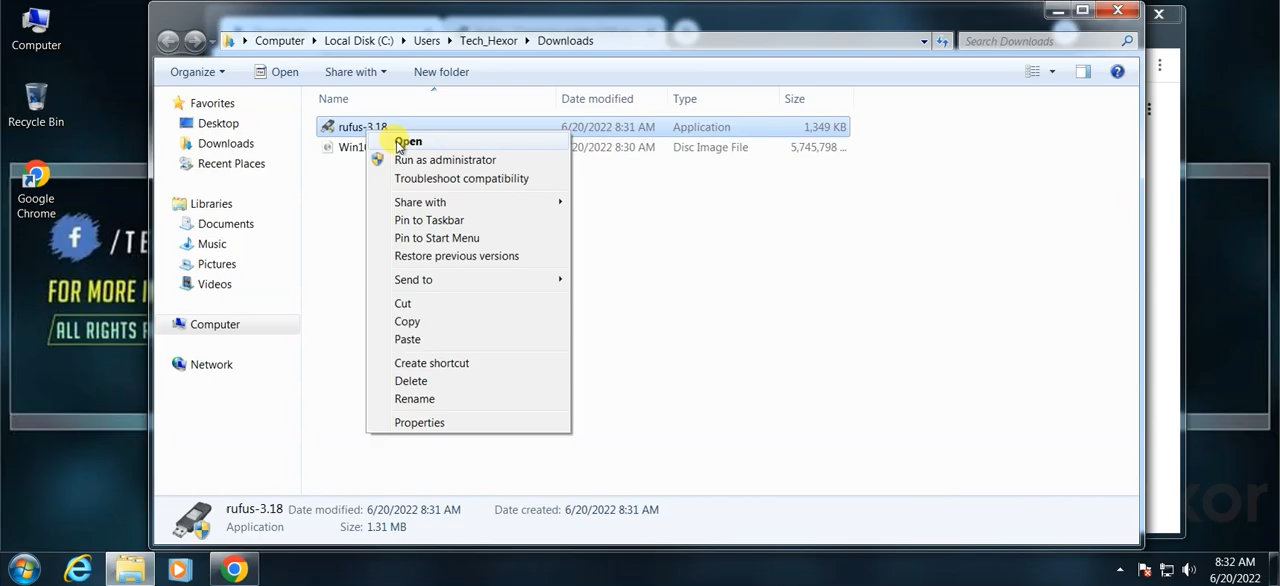 Computer
Recycle Bin
Google
Chrome
/TE
FOR MORE I
ALL RIGHTS
Computer
Local Disk (C:)
Users
Tech_Hexor
Downloads
Search Downloads
Organize
Open
Share with
New folder
Favorites
Desktop
Downloads
Recent Places
Libraries
Documents
Music
Pictures
Videos
Computer
Network
Name
Date modified
Type
Size
rufus-3.18
6/20/2022 8:31 AM
Application
1,349 KB
Win10
/20/2022 8:30 AM
Disc Image File
5,745,798 ...
Open
Run as administrator
Troubleshoot compatibility
Share with
Pin to Taskbar
Pin to Start Menu
Restore previous versions
Send to
Cut
Copy
Paste
Create shortcut
Delete
Rename
Properties
rufus-3.18
Date modified: 6/20/2022 8:31 AM
Date created: 6/20/2022 8:31 AM
Application
Size: 1.31 MB
xor
8:32 AM
6/20/2022